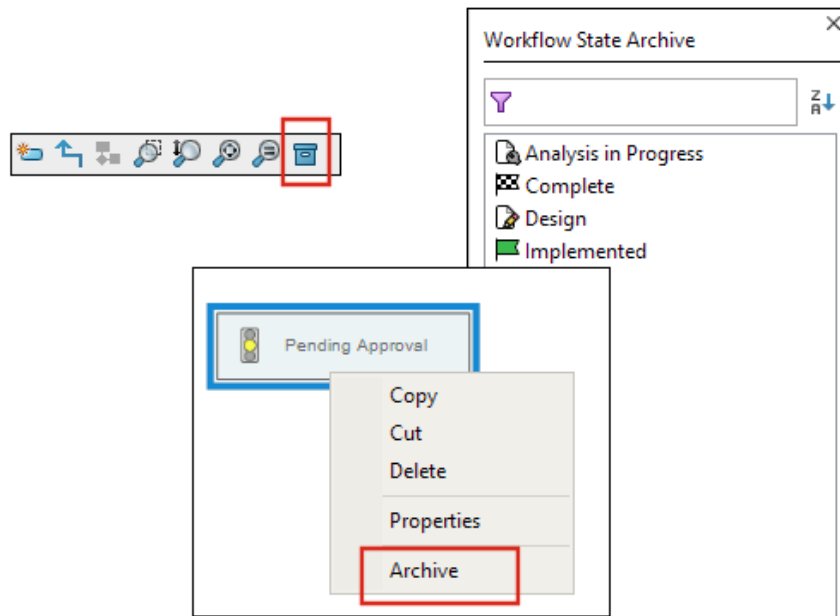 Workflow State Archive
Z
A
Analysis in Progress
Complete
Design
Implemented
Pending Approval
Copy
Cut
Delete
Properties
Archive